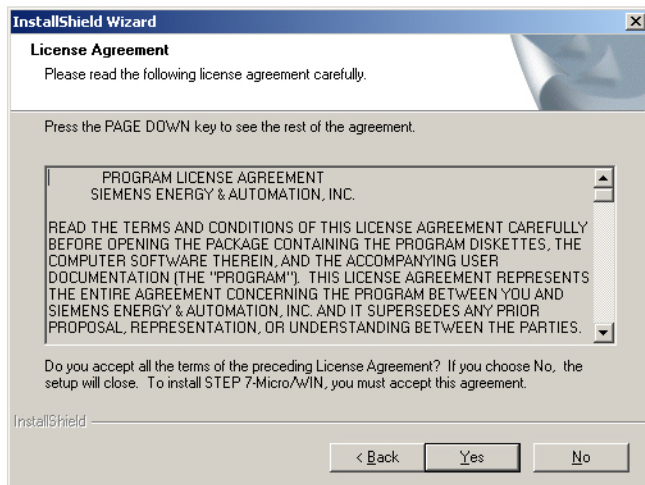 InstallShield Wizard
License Agreement
Please read the following license agreement carefully.
Press the PAGE DOWN key to see the rest of the agreement.
PROGRAM LICENSE AGREEMENT
SIEMENS ENERGY & AUTOMATION, INC.
READ THE TERMS AND CONDITIONS OF THIS LICENSE AGREEMENT CAREFULLY
BEFORE OPENING THE PACKAGE CONTAINING THE PROGRAM DISKETTES, THE
COMPUTER SOFTWARE THEREIN, AND THE ACCOMPANYING USER
DOCUMENTATION (THE "PROGRAM"). THIS LICENSE AGREEMENT REPRESENTS
THE ENTIRE AGREEMENT CONCERNING THE PROGRAM BETWEEN YOU AND
SIEMENS ENERGY & AUTOMATION, INC. AND IT SUPERSEDES ANY PRIOR
PROPOSAL, REPRESENTATION, OR UNDERSTANDING BETWEEN THE PARTIES.
Do you accept all the terms of the preceding License Agreement? If you choose No, the
setup will close. To install STEP 7-Micro/WIN, you must accept this agreement.
InstallShield
< Back Yes No